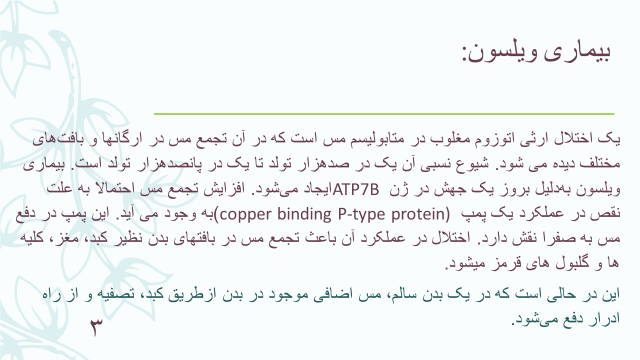 بیماری ویلسون:
یک اختلال ارثی اتوزوم مغلوب در متابولیسم مس است که در آن تجمع مس در ارگانها و بافت‌های
مختلف دیده می شود. شیوع نسبی آن یک در صدهزار تولد تا یک در پانصدهزار تولد است. بیماری
ویلسون به‌دلیل بروز یک جهش در ژن ATP7B ایجاد می‌شود. افزایش تجمع مس احتمالا به علت
نقص در عملکرد یک پمپ (copper binding P-type protein) به وجود می آید. این پمپ در دفع
مس به صفرا نقش دارد. اختلال در عملکرد آن باعث تجمع مس در بافتهای بدن نظیر کبد، مغز، کلیه
ها و گلبول های قرمز میشود.
این در حالی است که در یک بدن سالم، مس اضافی موجود در بدن ازطریق کبد، تصفیه و از راه
ادرار دفع می‌شود.
۳